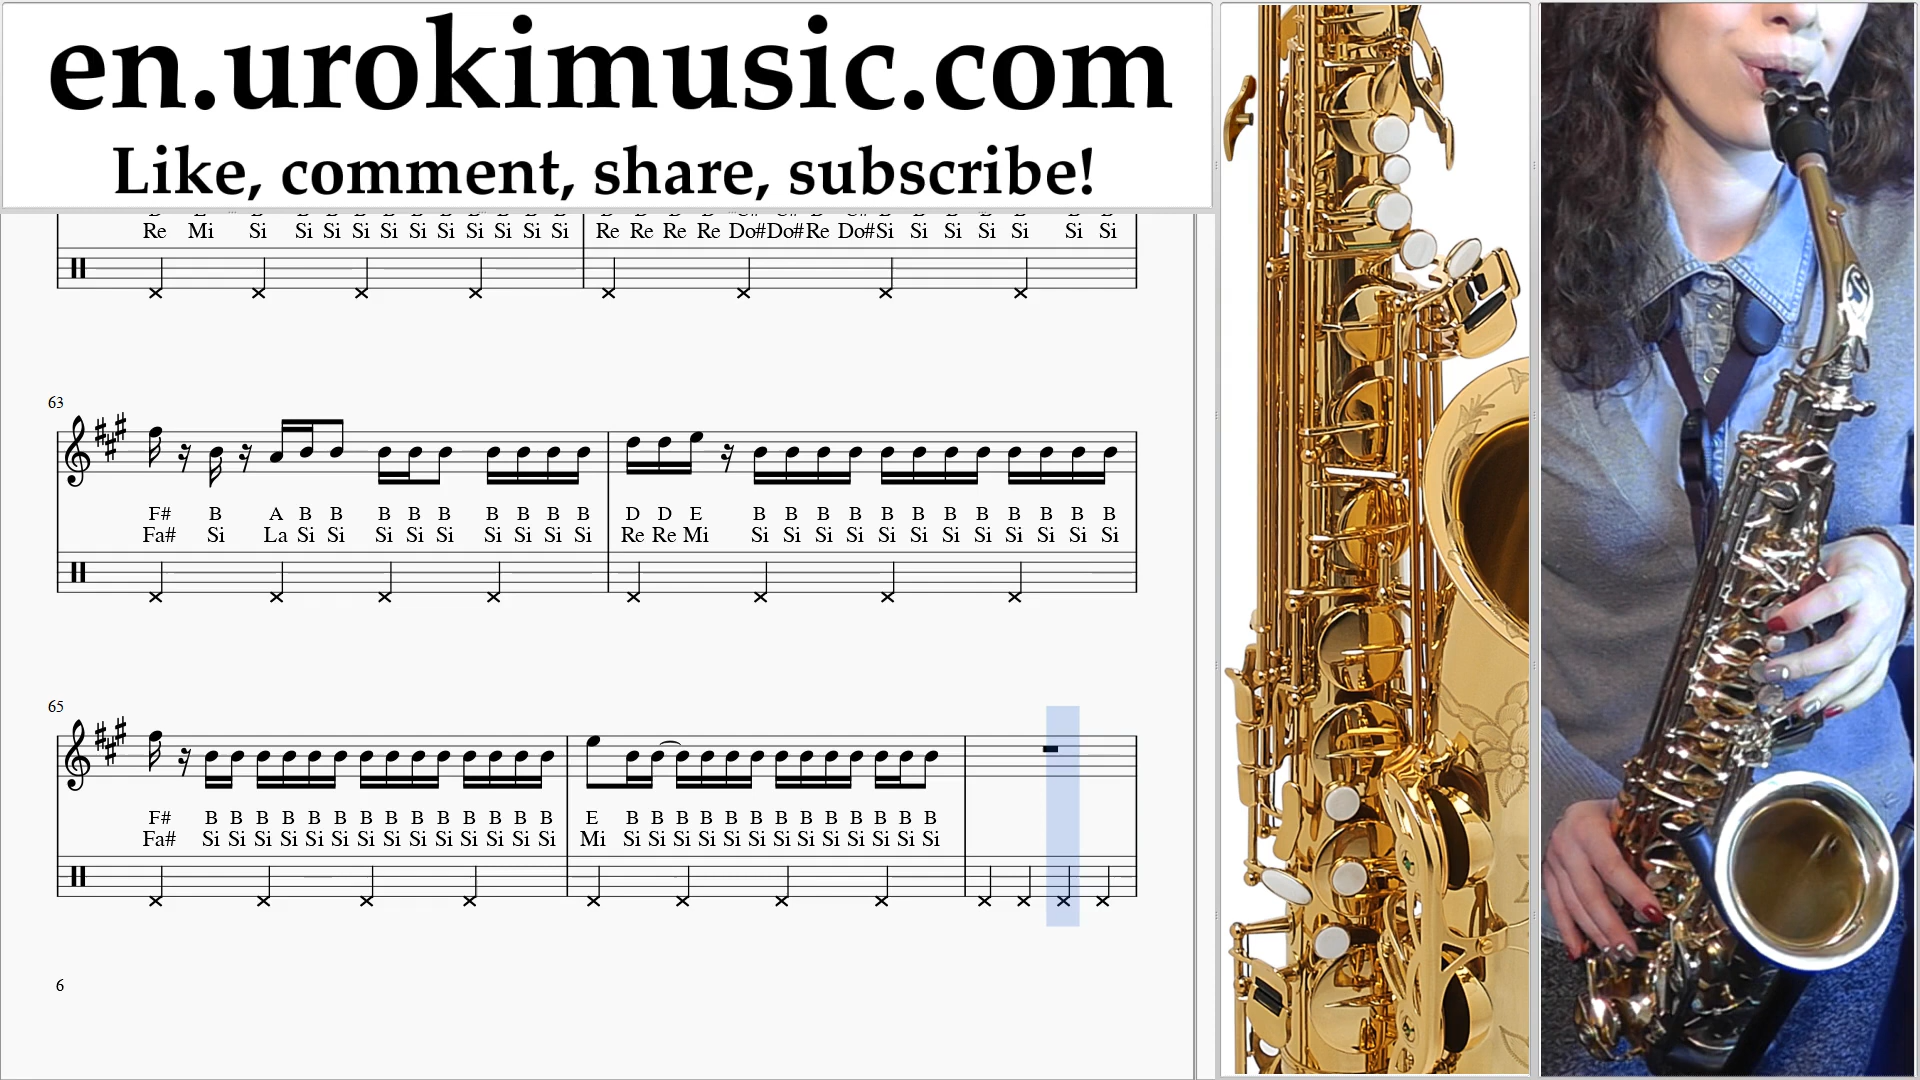 en.urokimusic.com
Like, comment, share, subscribe!
Re Mi Si Si Si Si Si Si Si Si Si Si Si Re Re Re Re Do# Do# Re Do# Si Si Si Si Si Si Si
63
F# B A B B B B B B B B B D D E B B B B B B B B B B B B
Fa# Si La Si Si Si Si Si Si Si Si Si Re Re Mi Si Si Si Si Si Si Si Si Si Si Si Si
65
F# B B B B B B B B B B B B B B E B B B B B B B B B B B B B
Fa# Si Si Si Si Si Si Si Si Si Si Si Si Si Si Mi Si Si Si Si Si Si Si Si Si Si Si Si Si
6